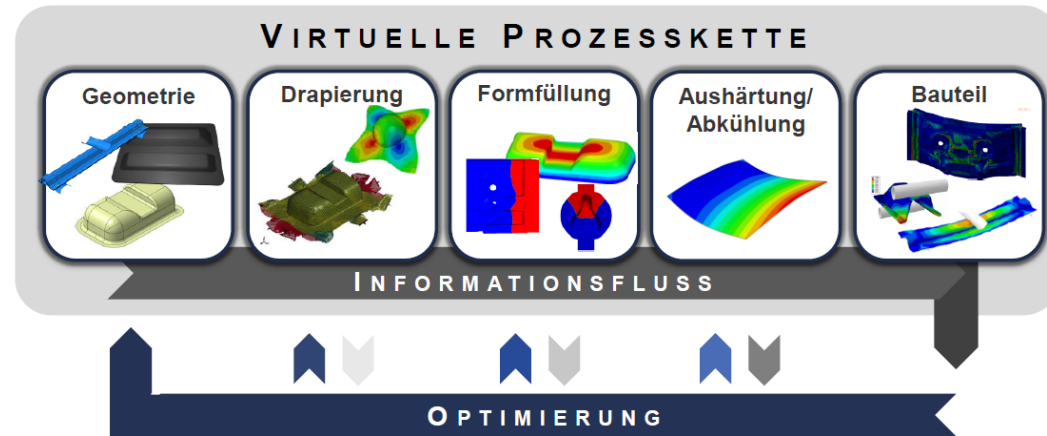 VIRTUELLE PROZESSKETTE
Geometrie
Drapierung
Formfüllung
Aushärtung/
Abkühlung
Bauteil
INFORMATIONSFLUSS
OPTIMIERUNG